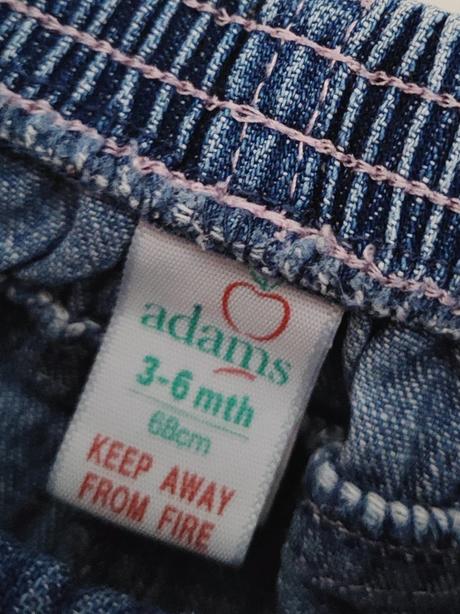 adams
3-6 mth
68cm
KEEP AWAY
FROM FIRE